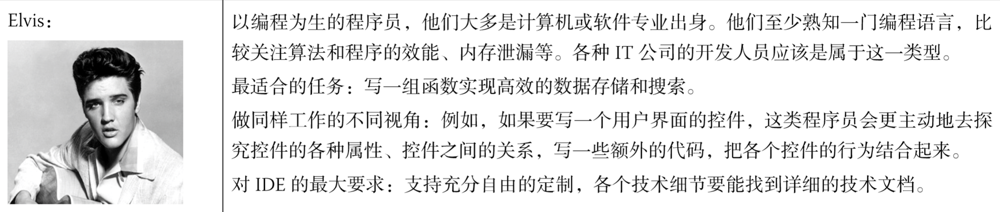 Elvis：
以编程为生的程序员，他们大多是计算机或软件专业出身。他们至少熟知一门编程语言，比
较关注算法和程序的效能、内存泄漏等。各种 IT 公司的开发人员应该是属于这一类型。
最适合的任务：写一组函数实现高效的数据存储和搜索。
做同样工作的不同视角：例如，如果要写一个用户界面的控件，这类程序员会更主动地去探
究控件的各种属性、控件之间的关系，写一些额外的代码，把各个控件的行为结合起来。
对 IDE 的最大要求：支持充分自由的定制，各个技术细节要能找到详细的技术文档。